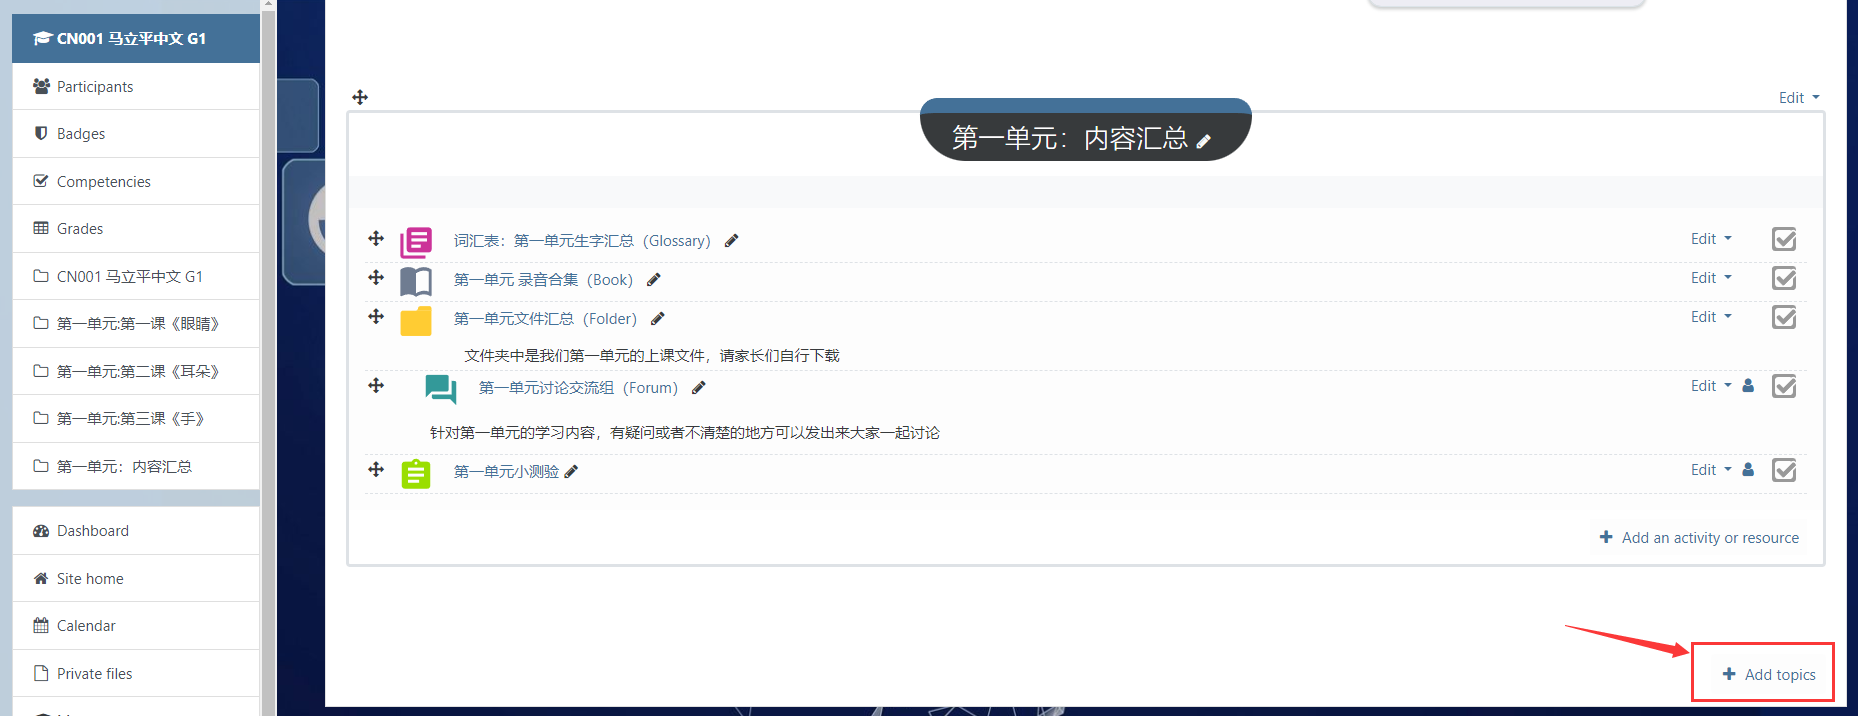 CN001 马立平中文 G1
Participants
Badges
Competencies
Grades
CN001 马立平中文 G1
第一单元:第一课《眼睛》
第一单元:第二课《耳朵》
第一单元:第三课《手》
第一单元：内容汇总
Dashboard
Site home
Calendar
Private files
Edit
第一单元：内容汇总
词汇表：第一单元生字汇总（Glossary） Edit
第一单元 录音合集（Book） Edit
第一单元文件汇总（Folder） Edit
文件夹中是我们第一单元的上课文件，请家长们自行下载
第一单元讨论交流组（Forum） Edit
针对第一单元的学习内容，有疑问或者不清楚的地方可以发出来大家一起讨论
第一单元小测验 Edit
Add an activity or resource
Add topics